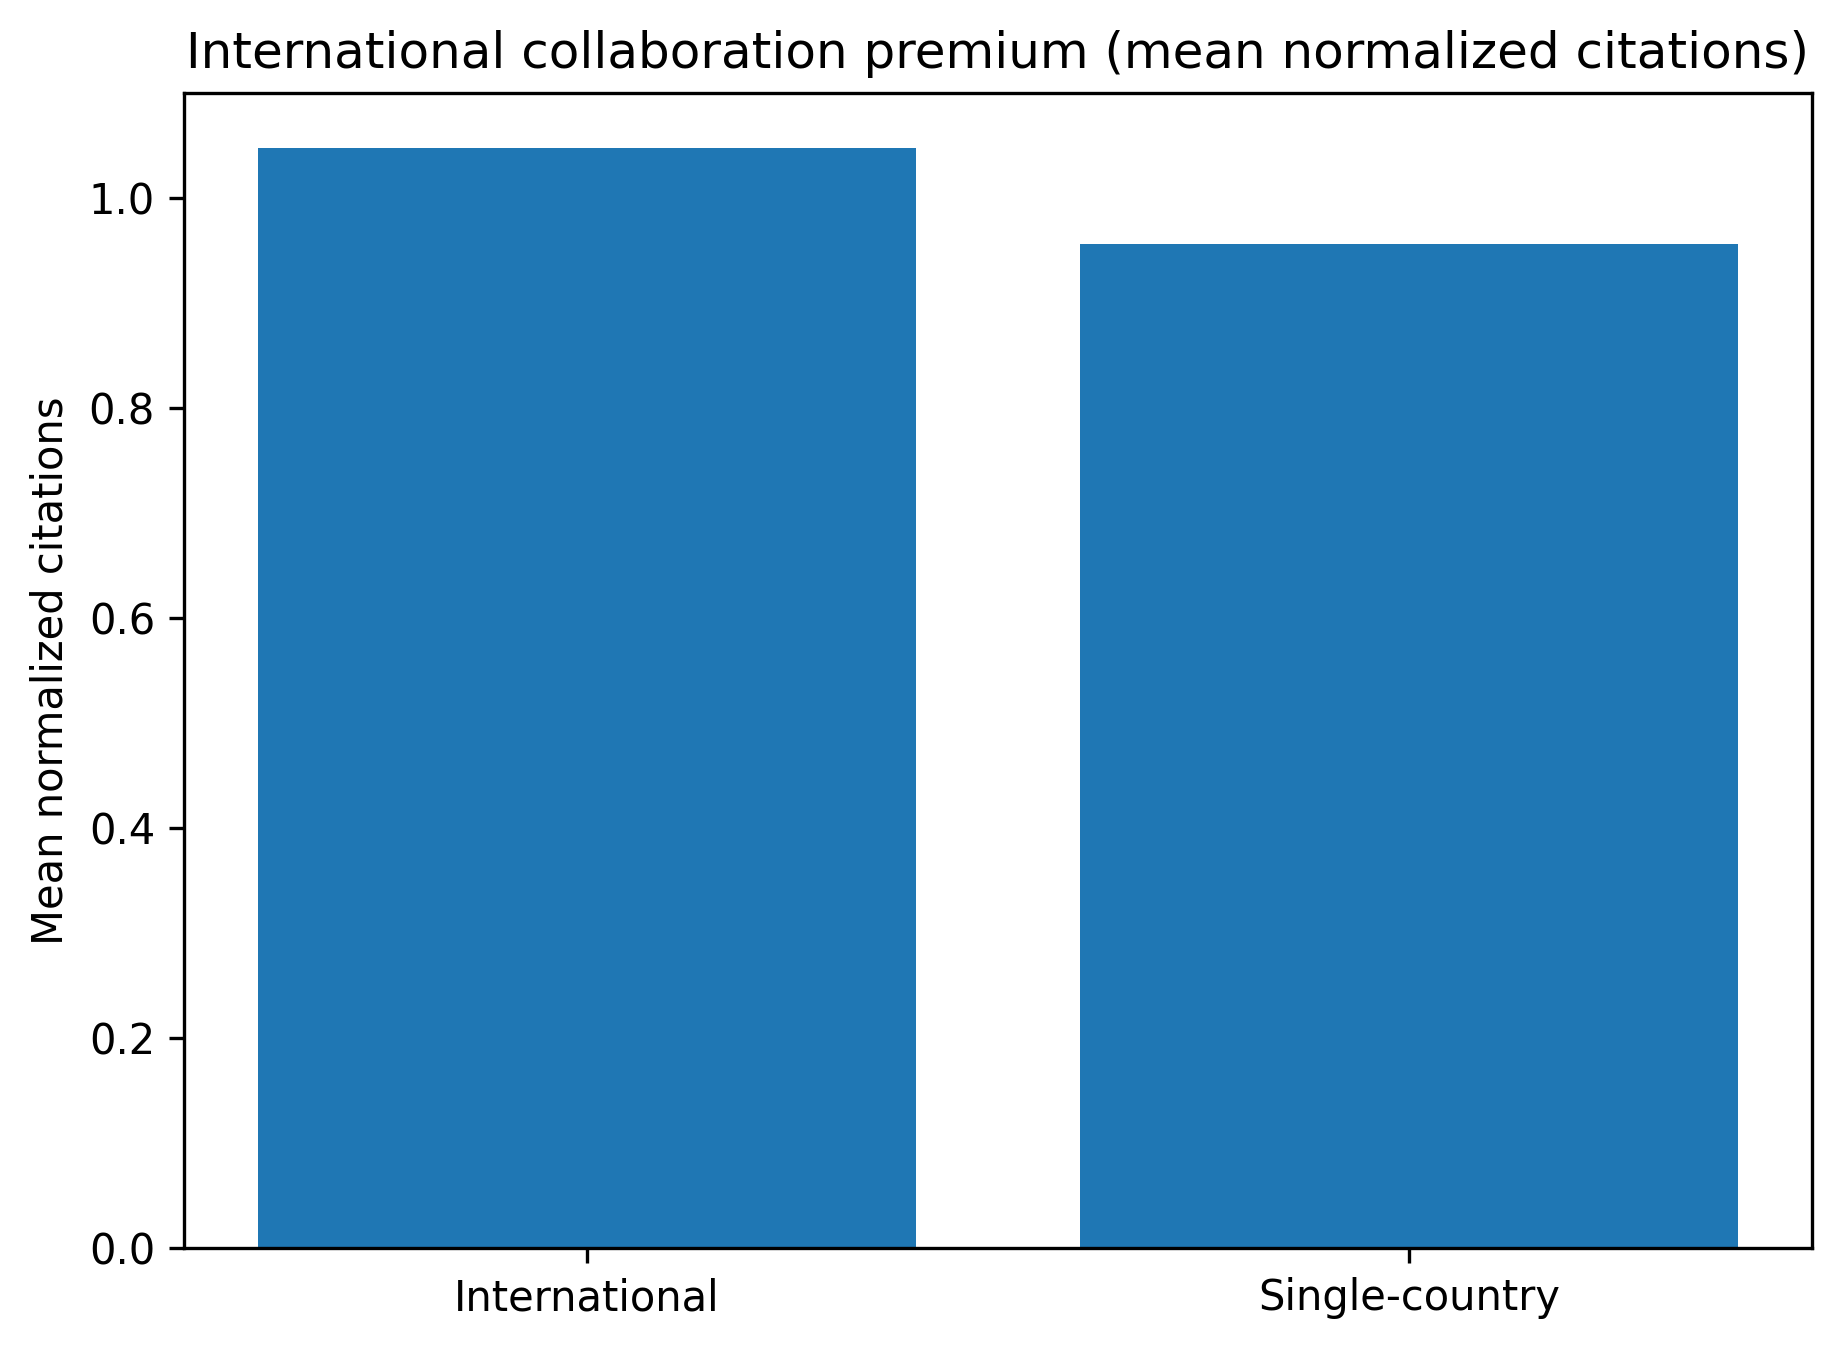 International collaboration premium (mean normalized citations)
Mean normalized citations
1.0
0.8
0.6
0.4
0.2
0.0
International
Single-country